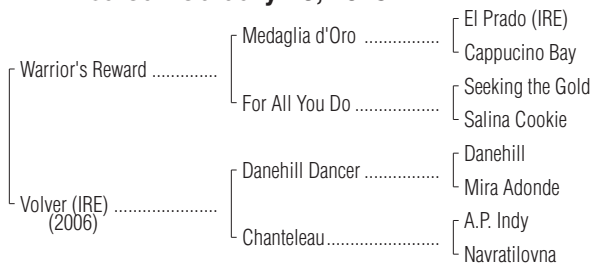 El Prado (IRE)
Medaglia d'Oro ................
Cappucino Bay
Warrior's Reward ..............
Seeking the Gold
For All You Do ..................
Salina Cookie
Danehill
Danehill Dancer ................
Mira Adonde
Volver (IRE) ......................
(2006)
A.P. Indy
Chanteleau........................
Navratilovna